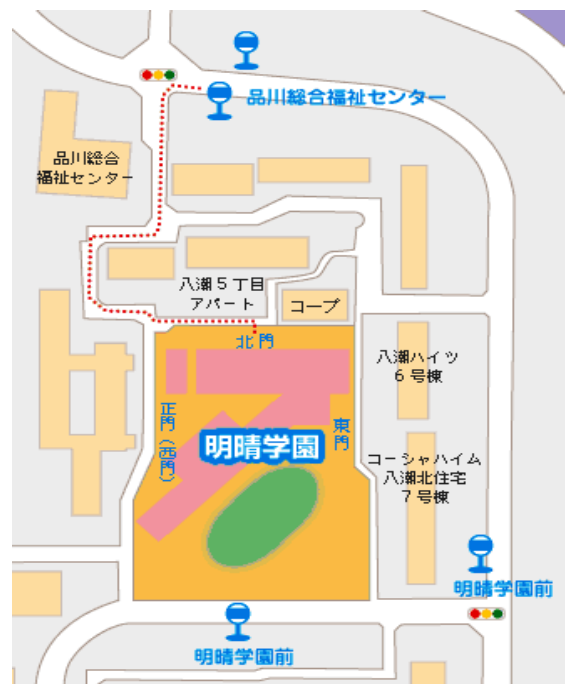 品川総合福祉センター
品川総合
福祉センター
八潮5丁目
アパート
コープ
北門
八潮ハイツ
6号棟
正門(西門)
明晴学園
東門
コーシャハイム
八潮北住宅
7号棟
明晴学園前
明晴学園前